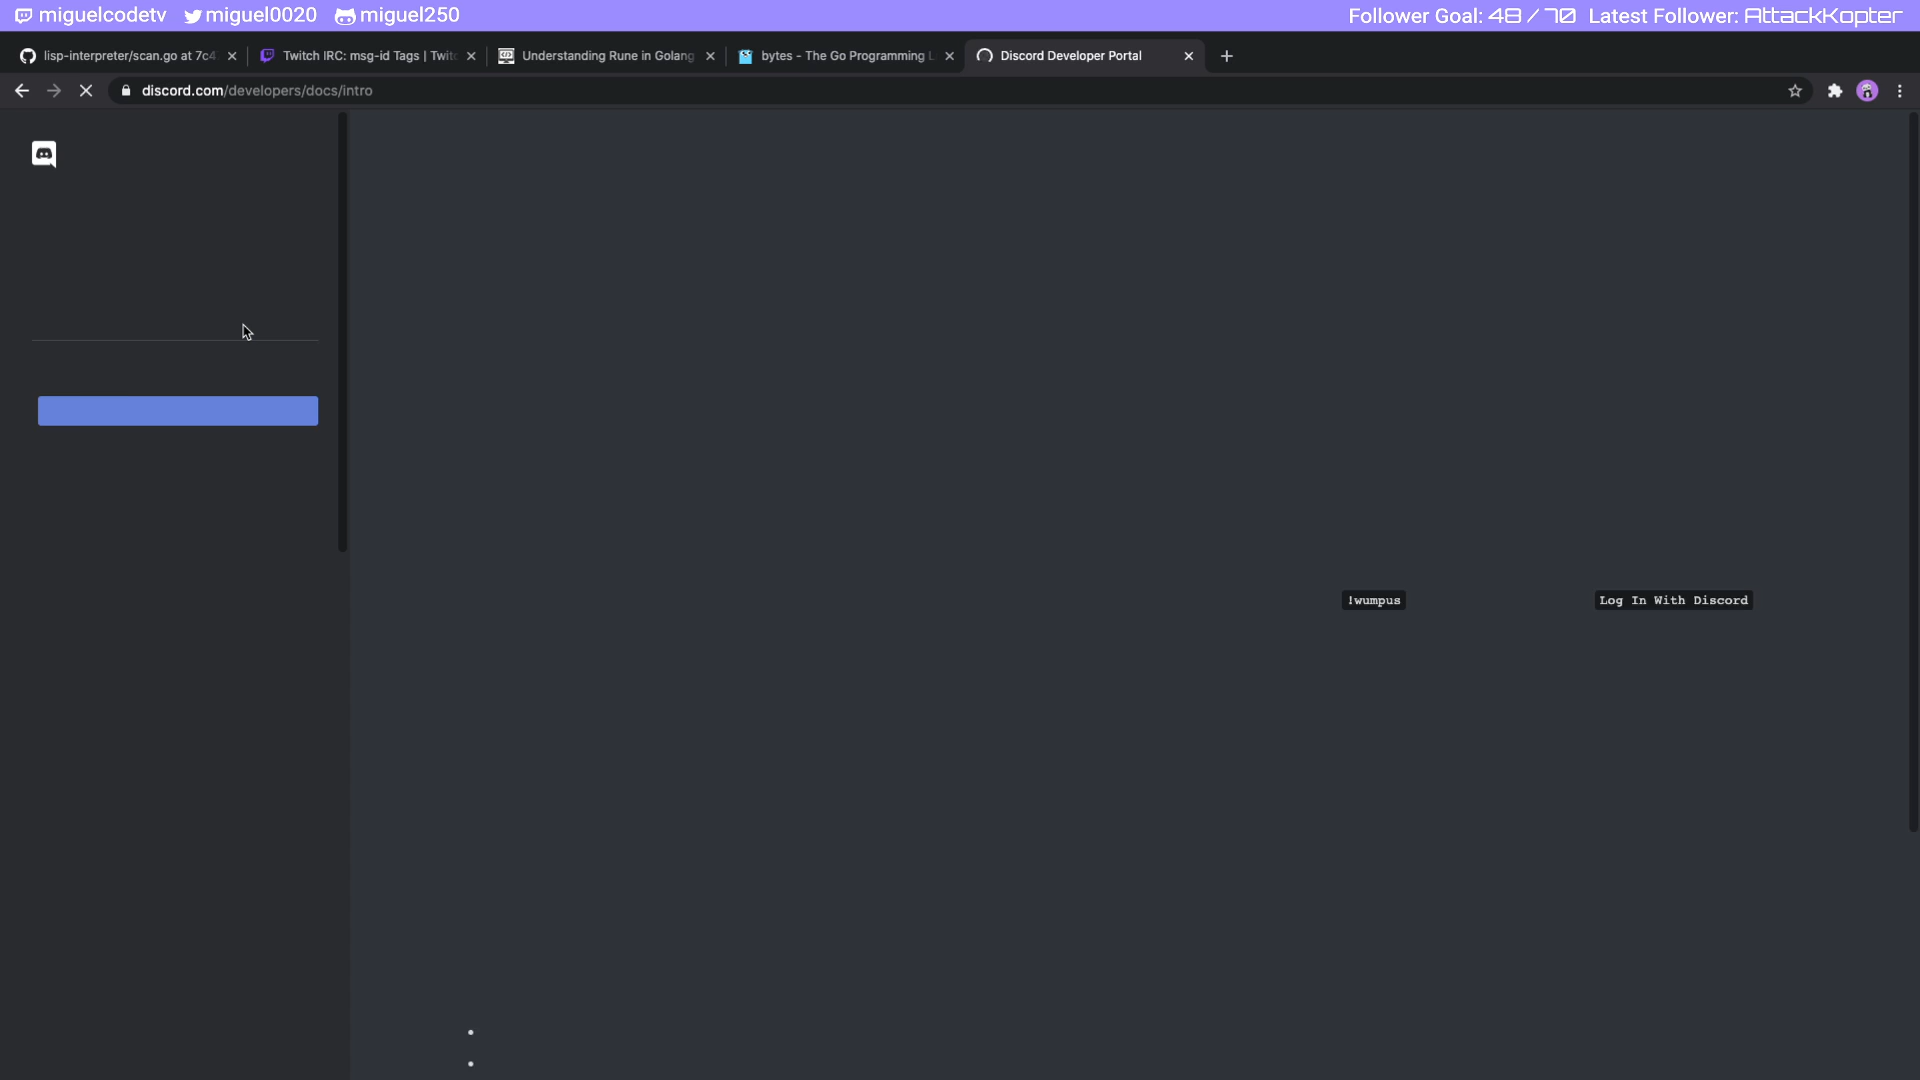 miguelcodetv miguel0020 miguel250 Follower Goal: 48 / 70 Latest Follower: AttackKopter
lisp-interpreter/scan.go at 7c4 Twitch IRC: msg-id Tags | Twitc Understanding Rune in Golang bytes - The Go Programming L Discord Developer Portal
discord.com/developers/docs/intro
!wumpus Log In With Discord